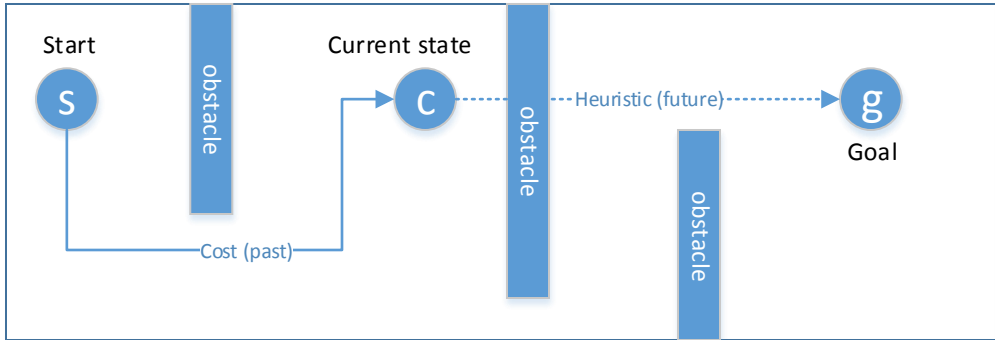 Start
Current state
obstacle
obstacle
s
c
Heuristic (future)
g
Goal
obstacle
Cost (past)